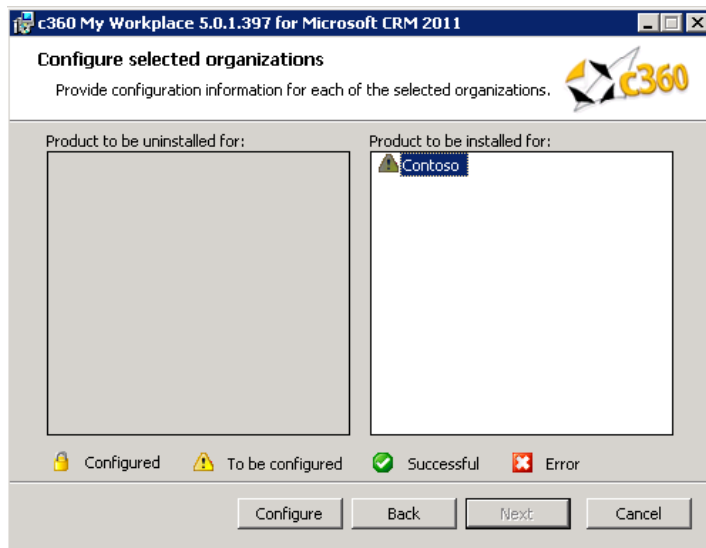 c360 My Workplace 5.0.1.397 for Microsoft CRM 2011
Configure selected organizations
Provide configuration information for each of the selected organizations.
c360
Product to be uninstalled for:
Product to be installed for:
Contoso
Configured To be configured Successful Error
Configure Back Next Cancel